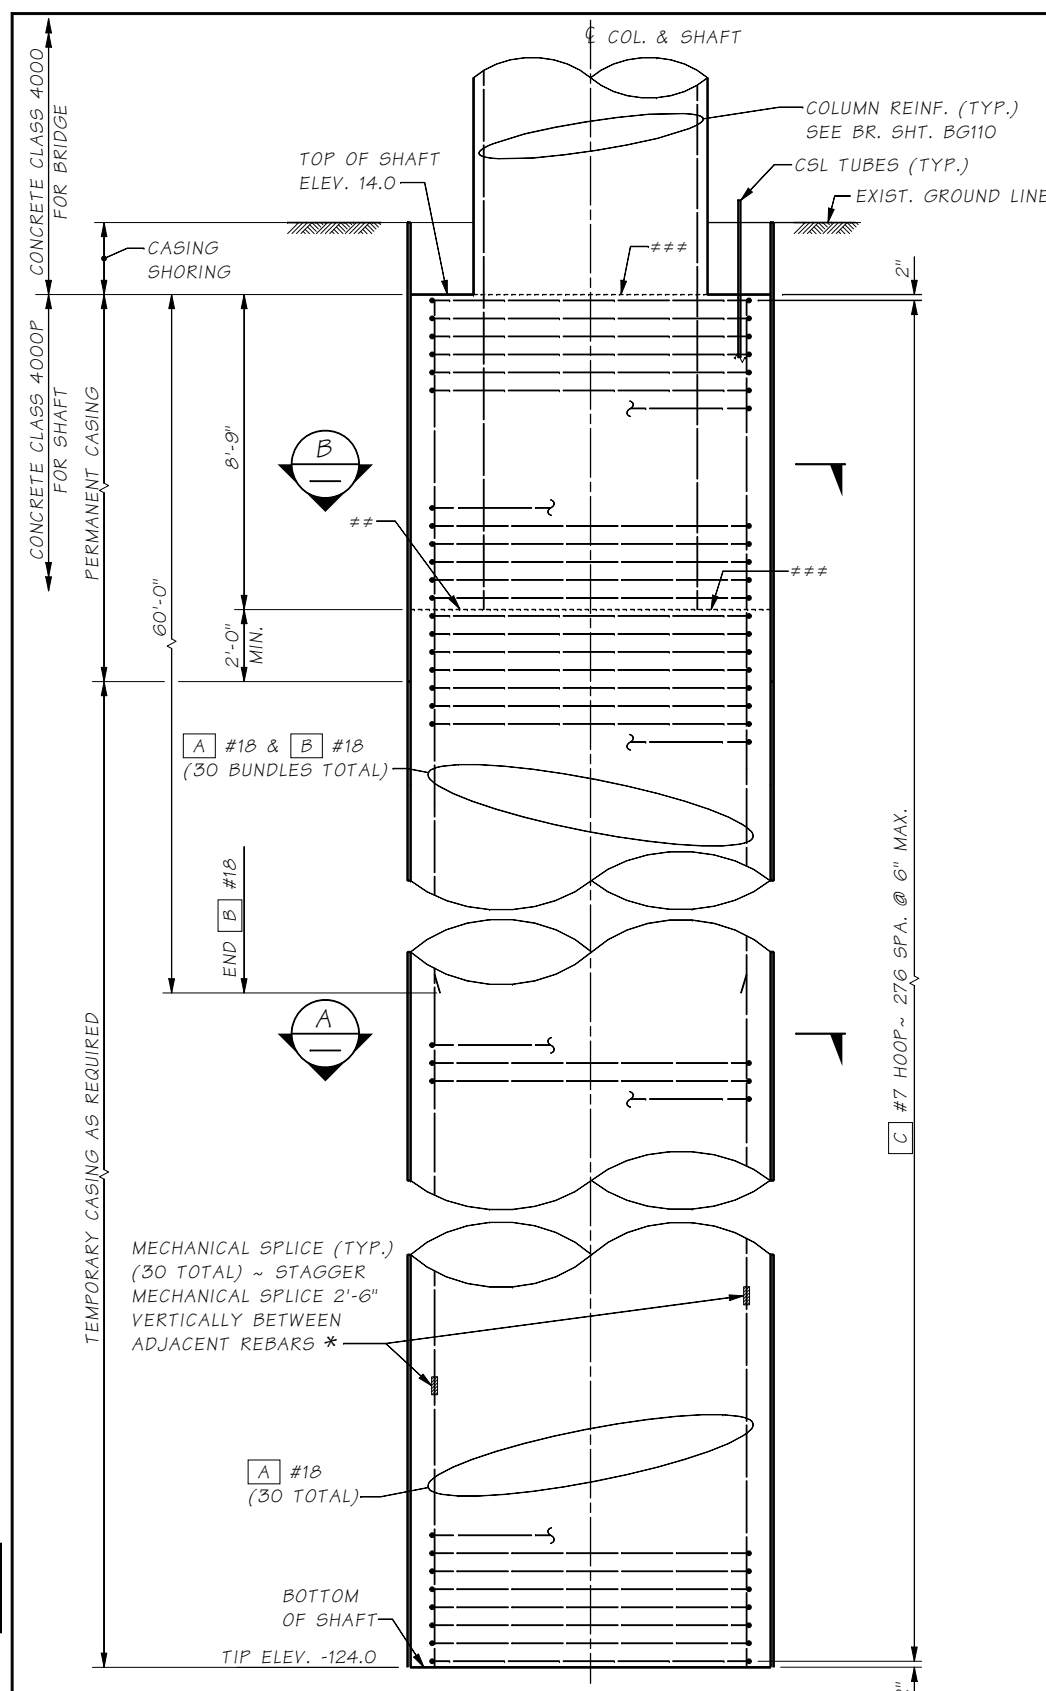 ℄ COL. & SHAFT
CONCRETE CLASS 4000
FOR BRIDGE
COLUMN REINF. (TYP.)
SEE BR. SHT. BG110
TOP OF SHAFT
ELEV. 14.0
CSL TUBES (TYP.)
EXIST. GROUND LINE
CASING
SHORING
≠≠≠
2"
CONCRETE CLASS 4000P
FOR SHAFT
PERMANENT CASING
8'-9"
B
≠≠
≠≠≠
60'-0"
2'-0"
MIN.
A #18 & B #18
(30 BUNDLES TOTAL)
END B #18
C #7 HOOP ~ 276 SPA. @ 6" MAX.
A
TEMPORARY CASING AS REQUIRED
MECHANICAL SPLICE (TYP.)
(30 TOTAL) ~ STAGGER
MECHANICAL SPLICE 2'-6"
VERTICALLY BETWEEN
ADJACENT REBARS *
A #18
(30 TOTAL)
BOTTOM
OF SHAFT
TIP ELEV. -124.0